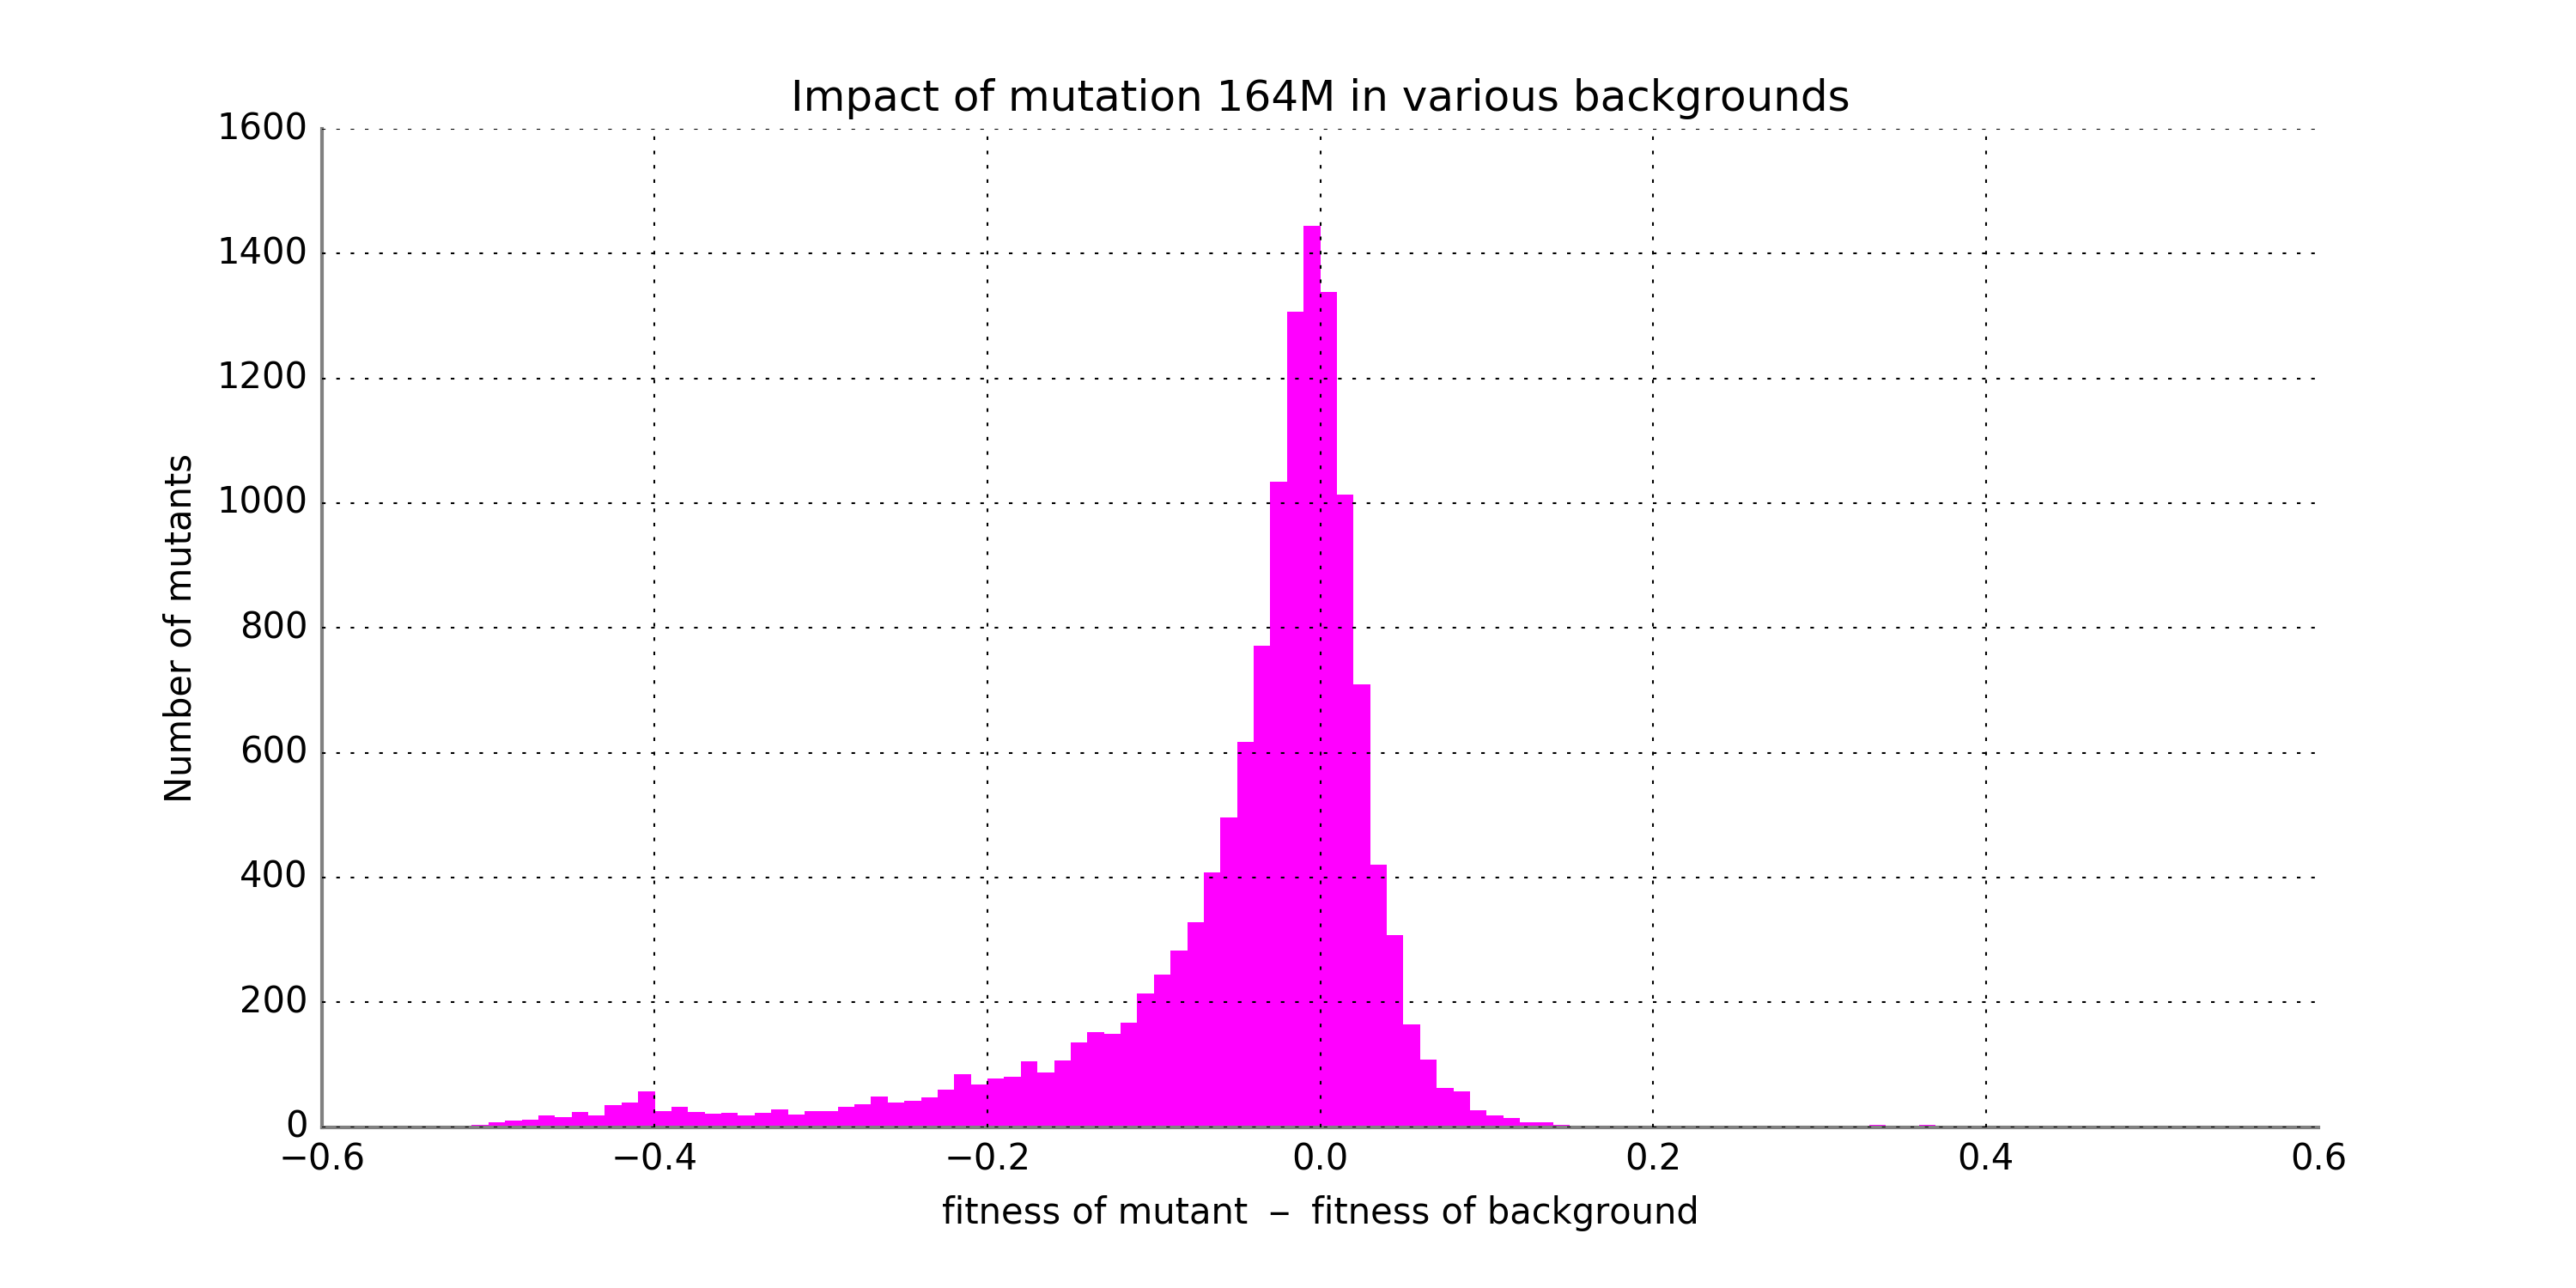 Impact of mutation 164M in various backgrounds
1600
1400
1200
1000
800
600
400
200
0
Number of mutants
−0.6 −0.4 −0.2 0.0 0.2 0.4 0.6
fitness of mutant − fitness of background